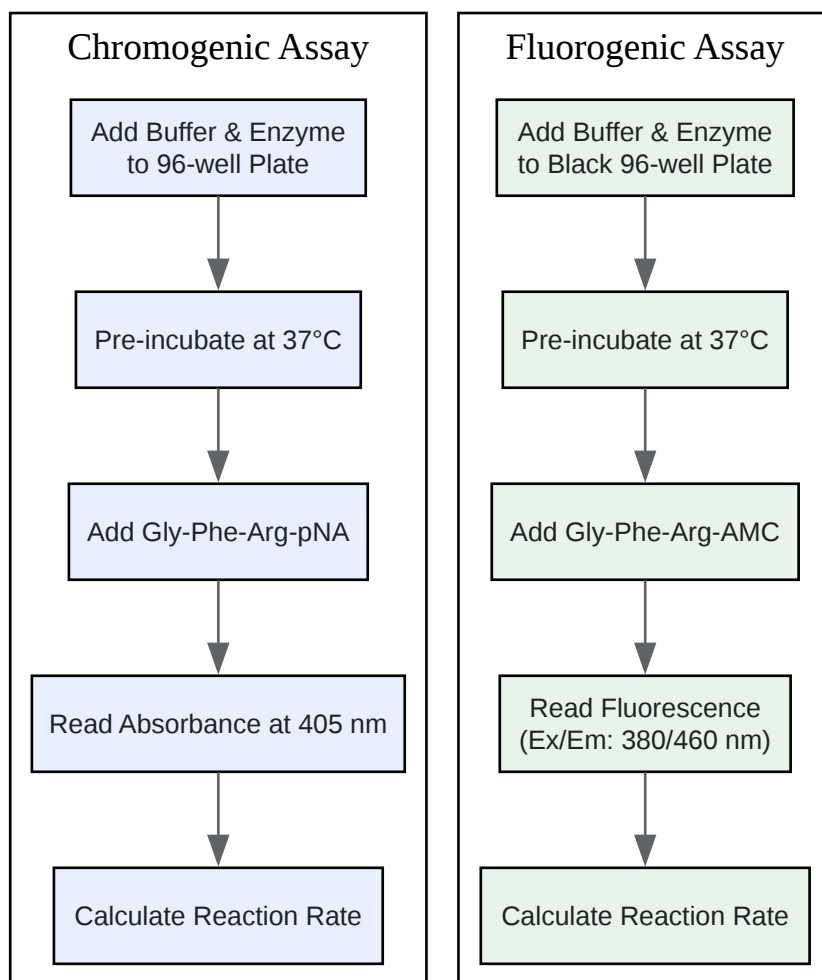 Chromogenic Assay
Add Buffer & Enzyme
to 96-well Plate
Pre-incubate at 37°C
Add Gly-Phe-Arg-pNA
Read Absorbance at 405 nm
Calculate Reaction Rate
Fluorogenic Assay
Add Buffer & Enzyme
to Black 96-well Plate
Pre-incubate at 37°C
Add Gly-Phe-Arg-AMC
Read Fluorescence
(Ex/Em: 380/460 nm)
Calculate Reaction Rate